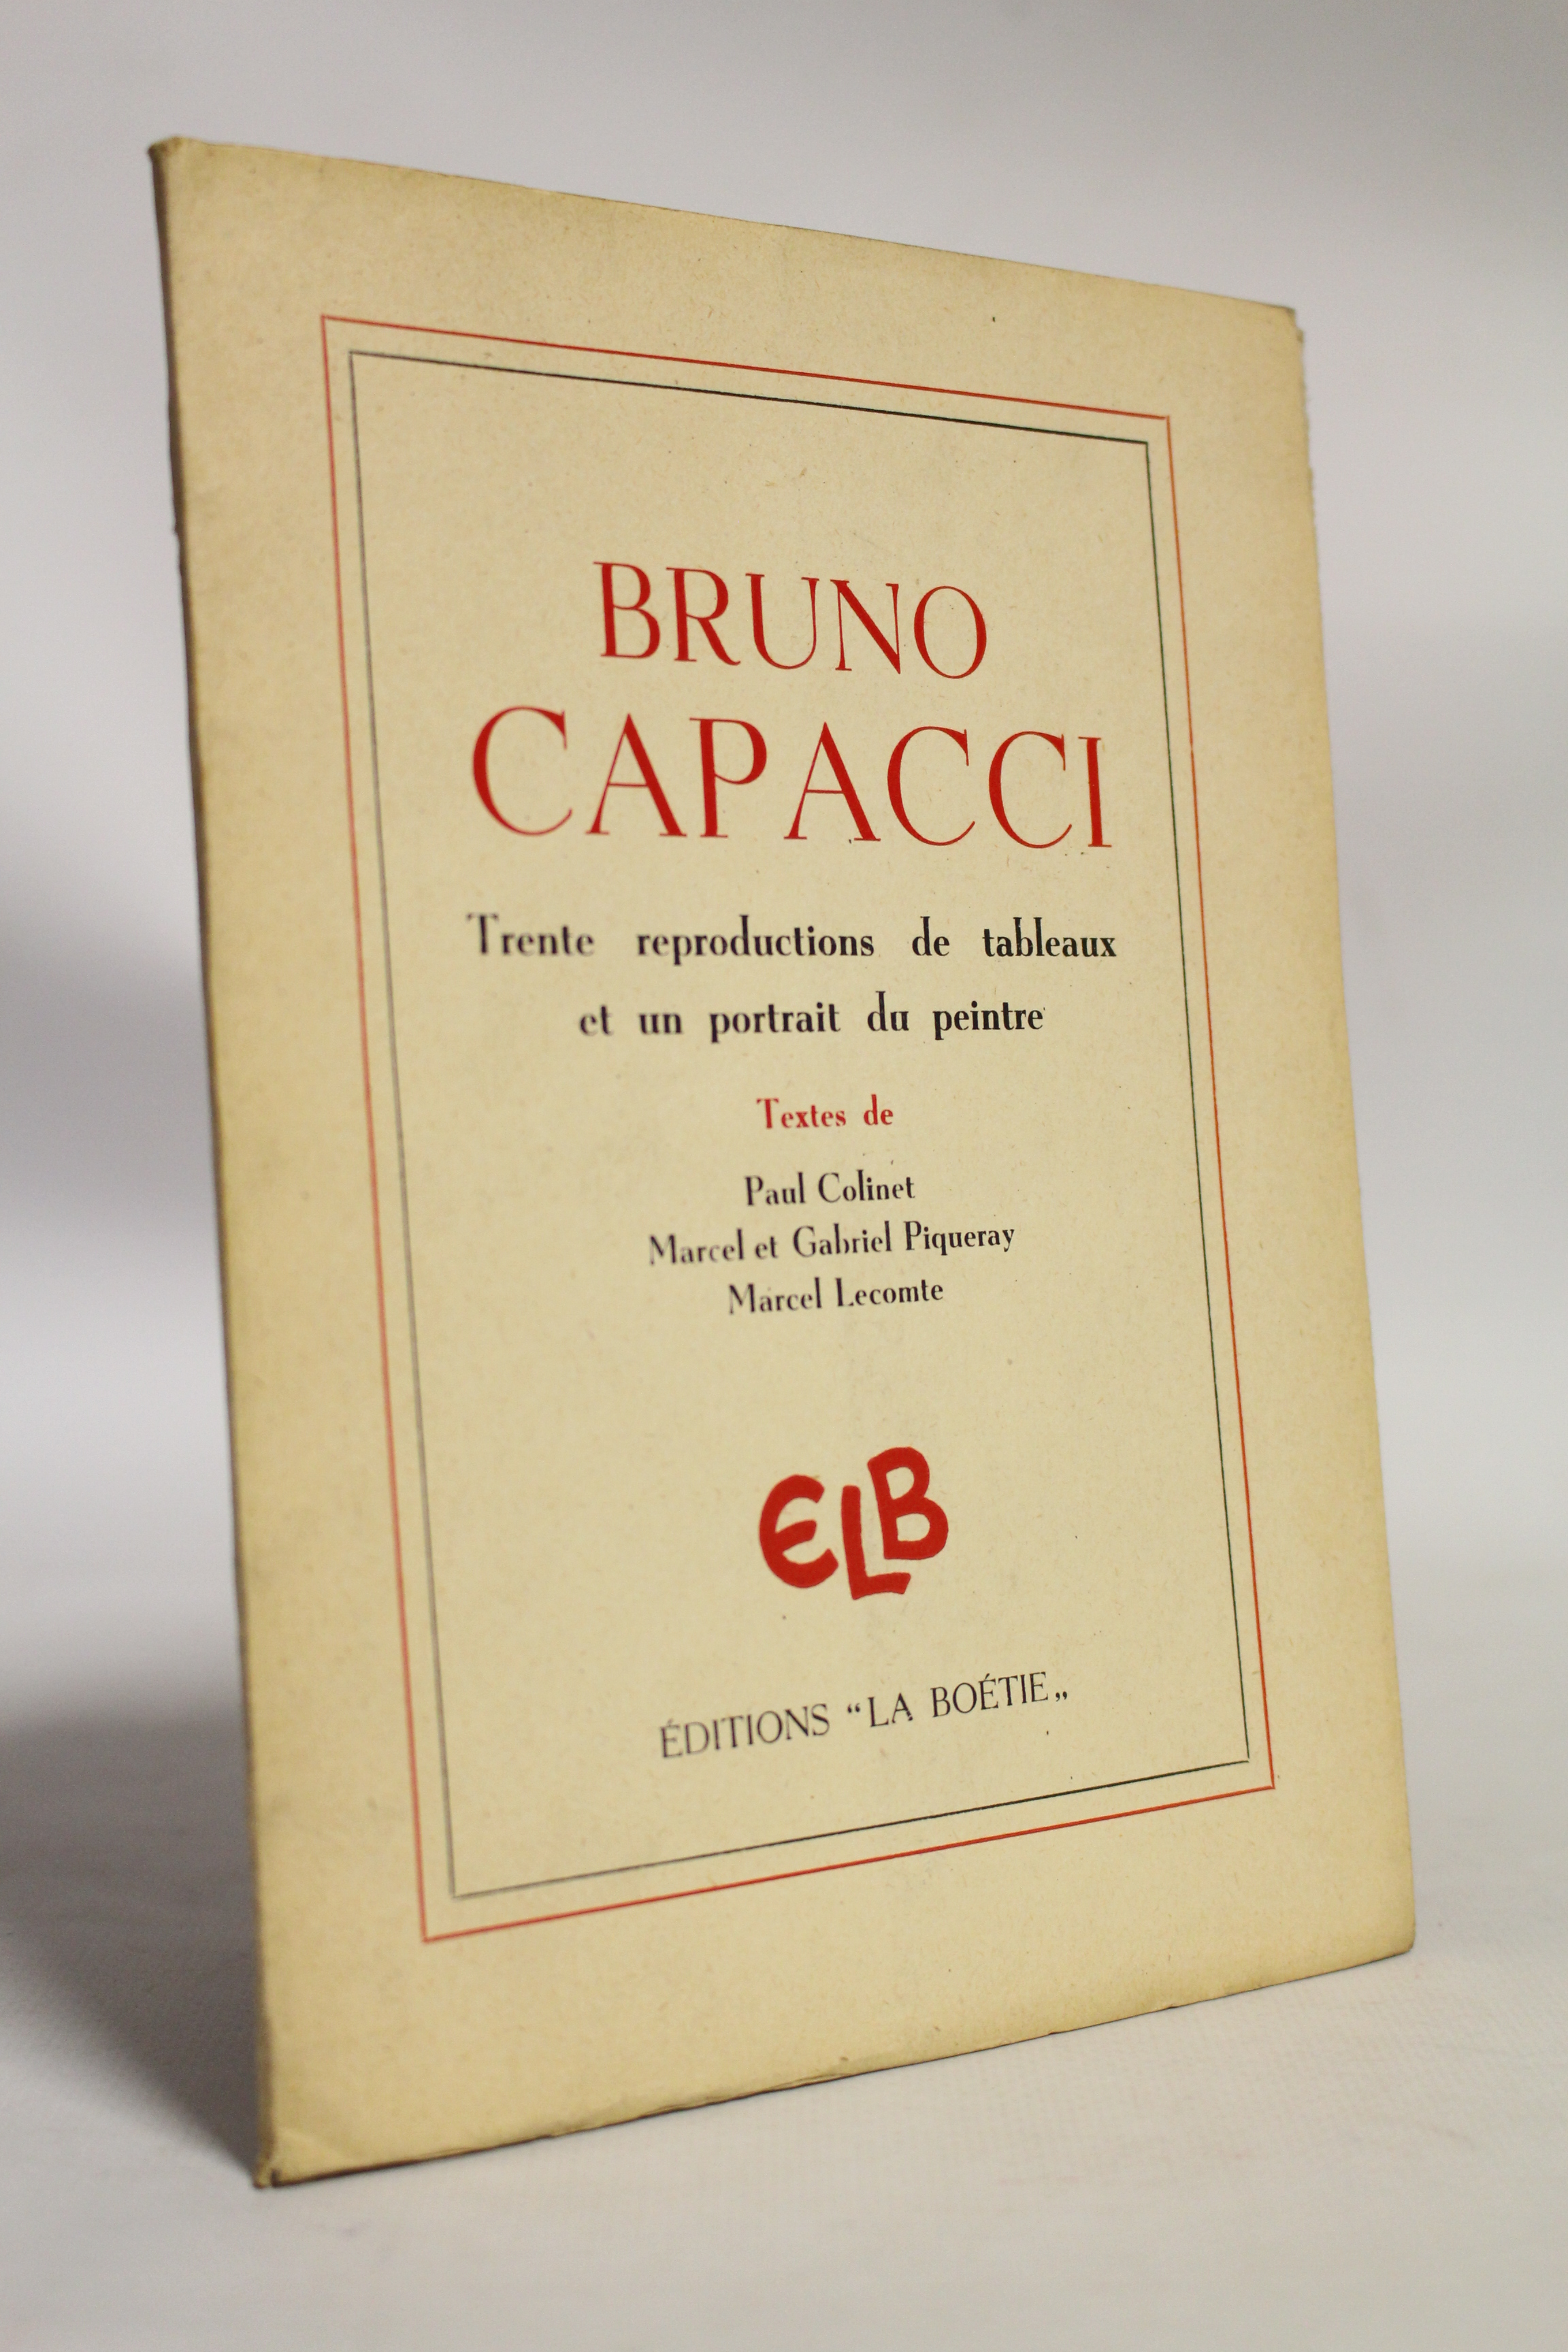 BRUNO
CAPACCI
Trente reproductions de tableaux
et un portrait du peintre
Textes de
Paul Colinet
Marcel et Gabriel Piqueray
Marcel Lecomte
ELB
ÉDITIONS “LA BOÉTIE„